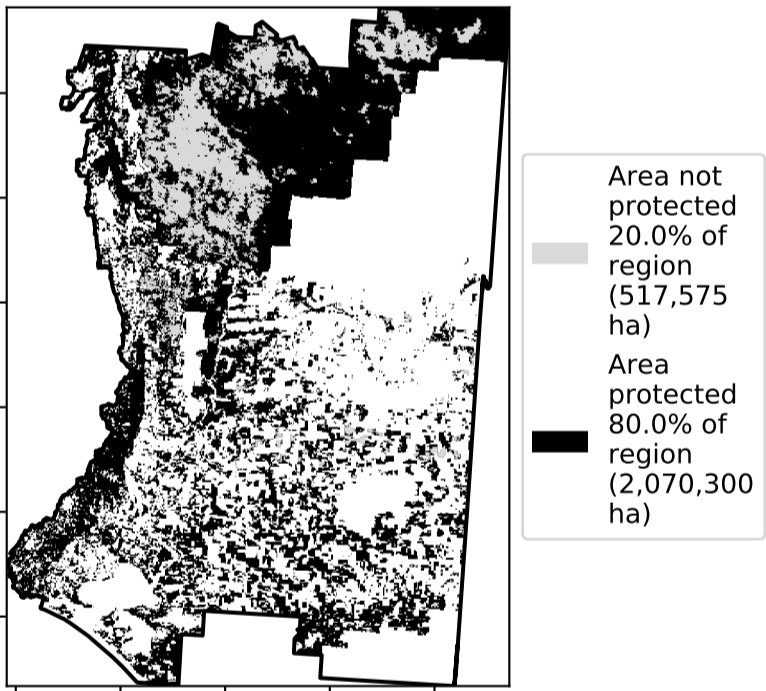 Area not
protected
20.0% of
region
(517,575
ha)
Area
protected
80.0% of
region
(2,070,300
ha)